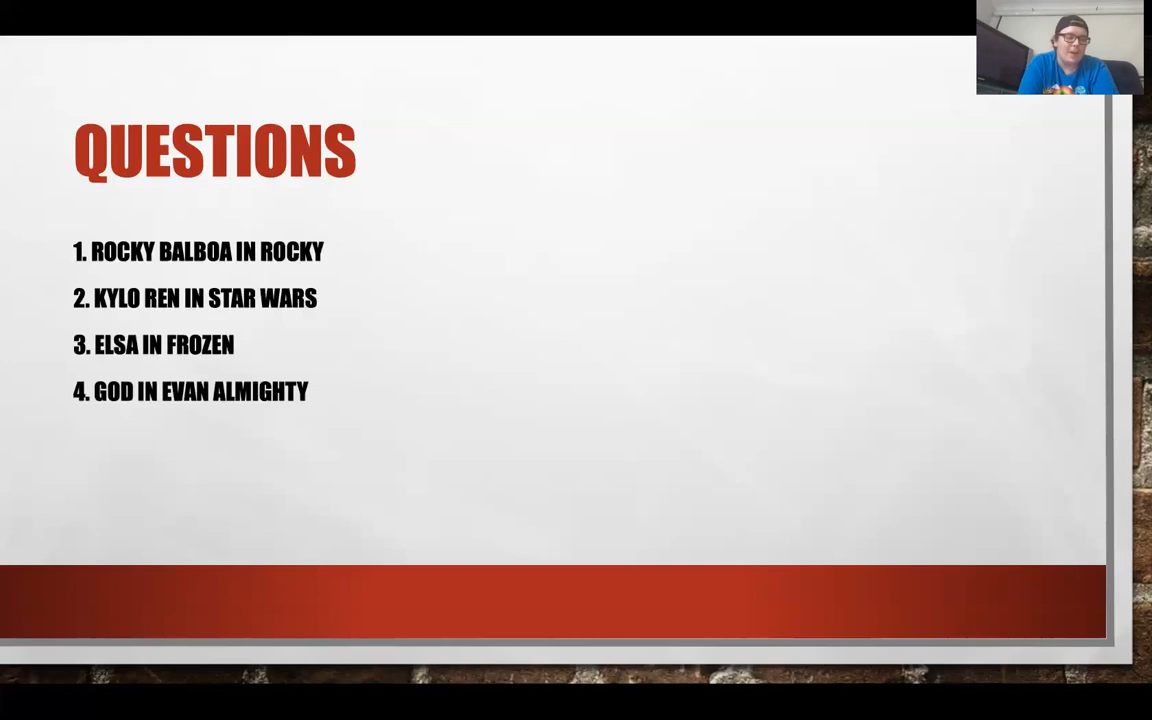 QUESTIONS
1. ROCKY BALBOA IN ROCKY
2. KYLO REN IN STAR WARS
3. ELSA IN FROZEN
4. GOD IN EVAN ALMIGHTY